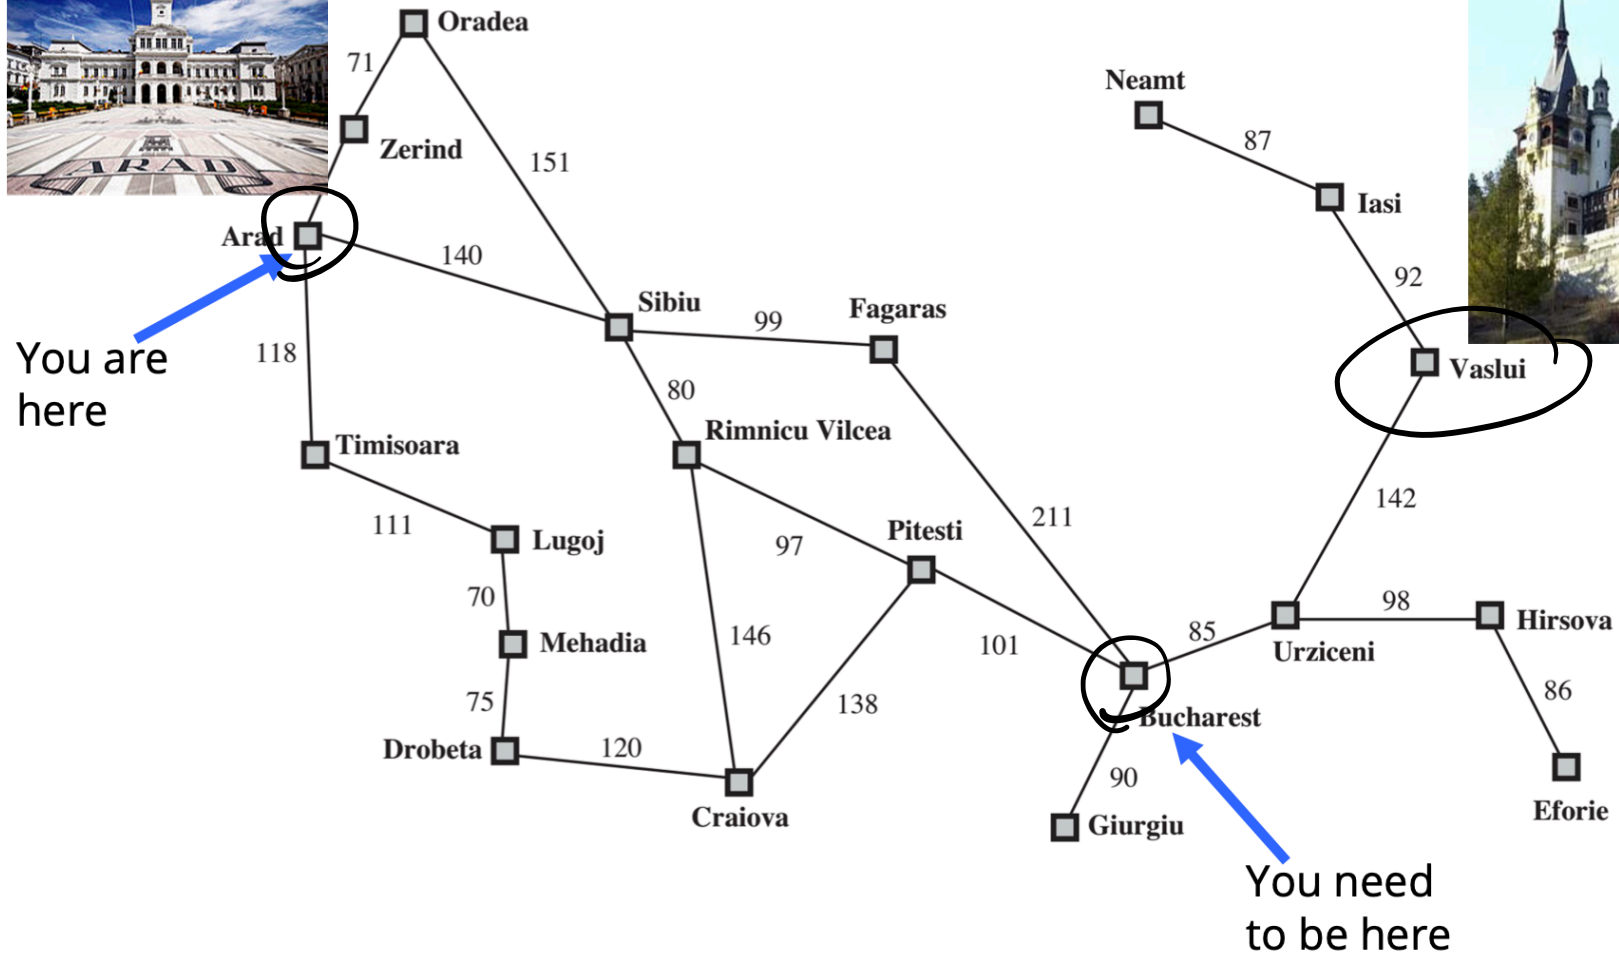 Oradea
71
Neamt
Zerind
87
151
ARAD
Iasi
Arad
140
92
Sibiu
Fagaras
99
You are
here
118
Vaslui
80
Rimnicu Vilcea
Timisoara
142
211
111
Lugoj
97
Pitesti
70
98
Mehadia
146
101
85
Hirsova
Urziceni
75
138
86
Bucharest
Drobeta
120
90
Craiova
Giurgiu
Eforie
You need
to be here